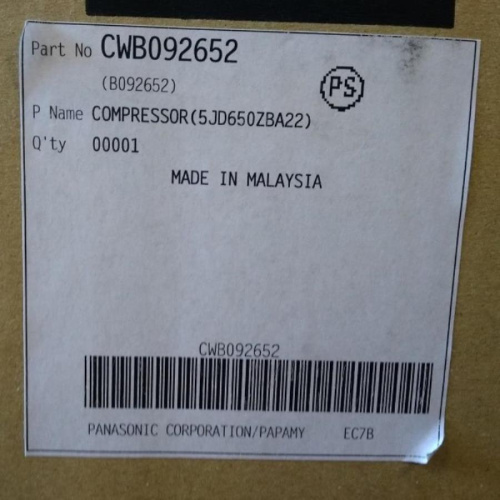 Part No CWB092652
(B092652)
PS
P Name COMPRESSOR(5JD650ZBA22)
Q'ty 00001
MADE IN MALAYSIA
CWB092652
PANASONIC CORPORATION/PAPAMY EC7B